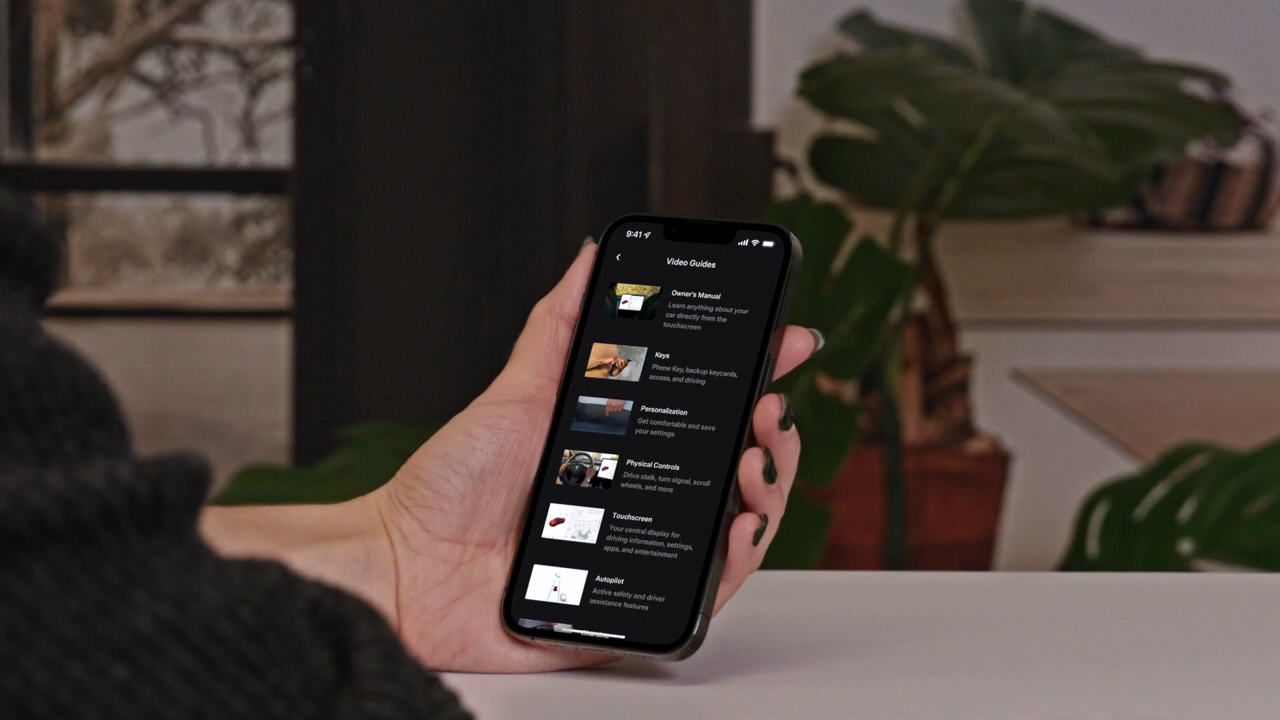 9:41
Video Guides
Owner's Manual
Learn anything about your
car directly from the
touchscreen
Keys
Phone Key, backup keycards,
access, and driving
Personalization
Get comfortable and save
your settings
Physical Controls
Drive stalk, turn signal, scroll
wheels, and more
Touchscreen
Your central display for
driving information, settings,
apps, and entertainment
Autopilot
Active safety and driver
assistance features